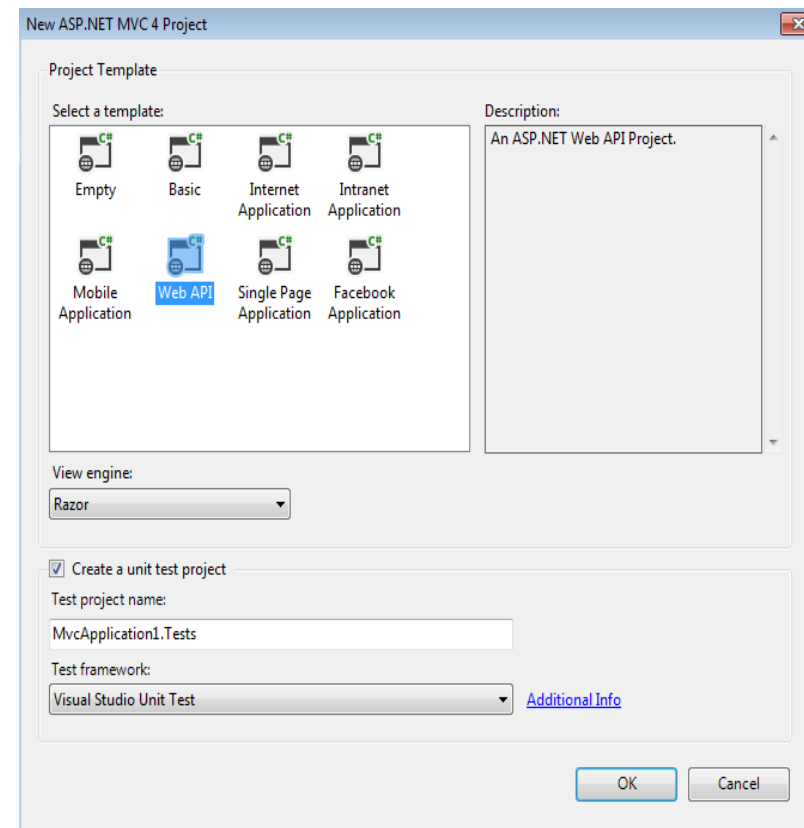 New ASP.NET MVC 4 Project
Project Template
Select a template:
Description:
C# C# C# C#
Empty Basic Internet Intranet
Application Application
C# C# C# C#
Mobile Web API Single Page Facebook
Application Application Application
An ASP.NET Web API Project.
View engine:
Razor
Create a unit test project
Test project name:
MvcApplication1.Tests
Test framework:
Visual Studio Unit Test
Additional Info
OK Cancel